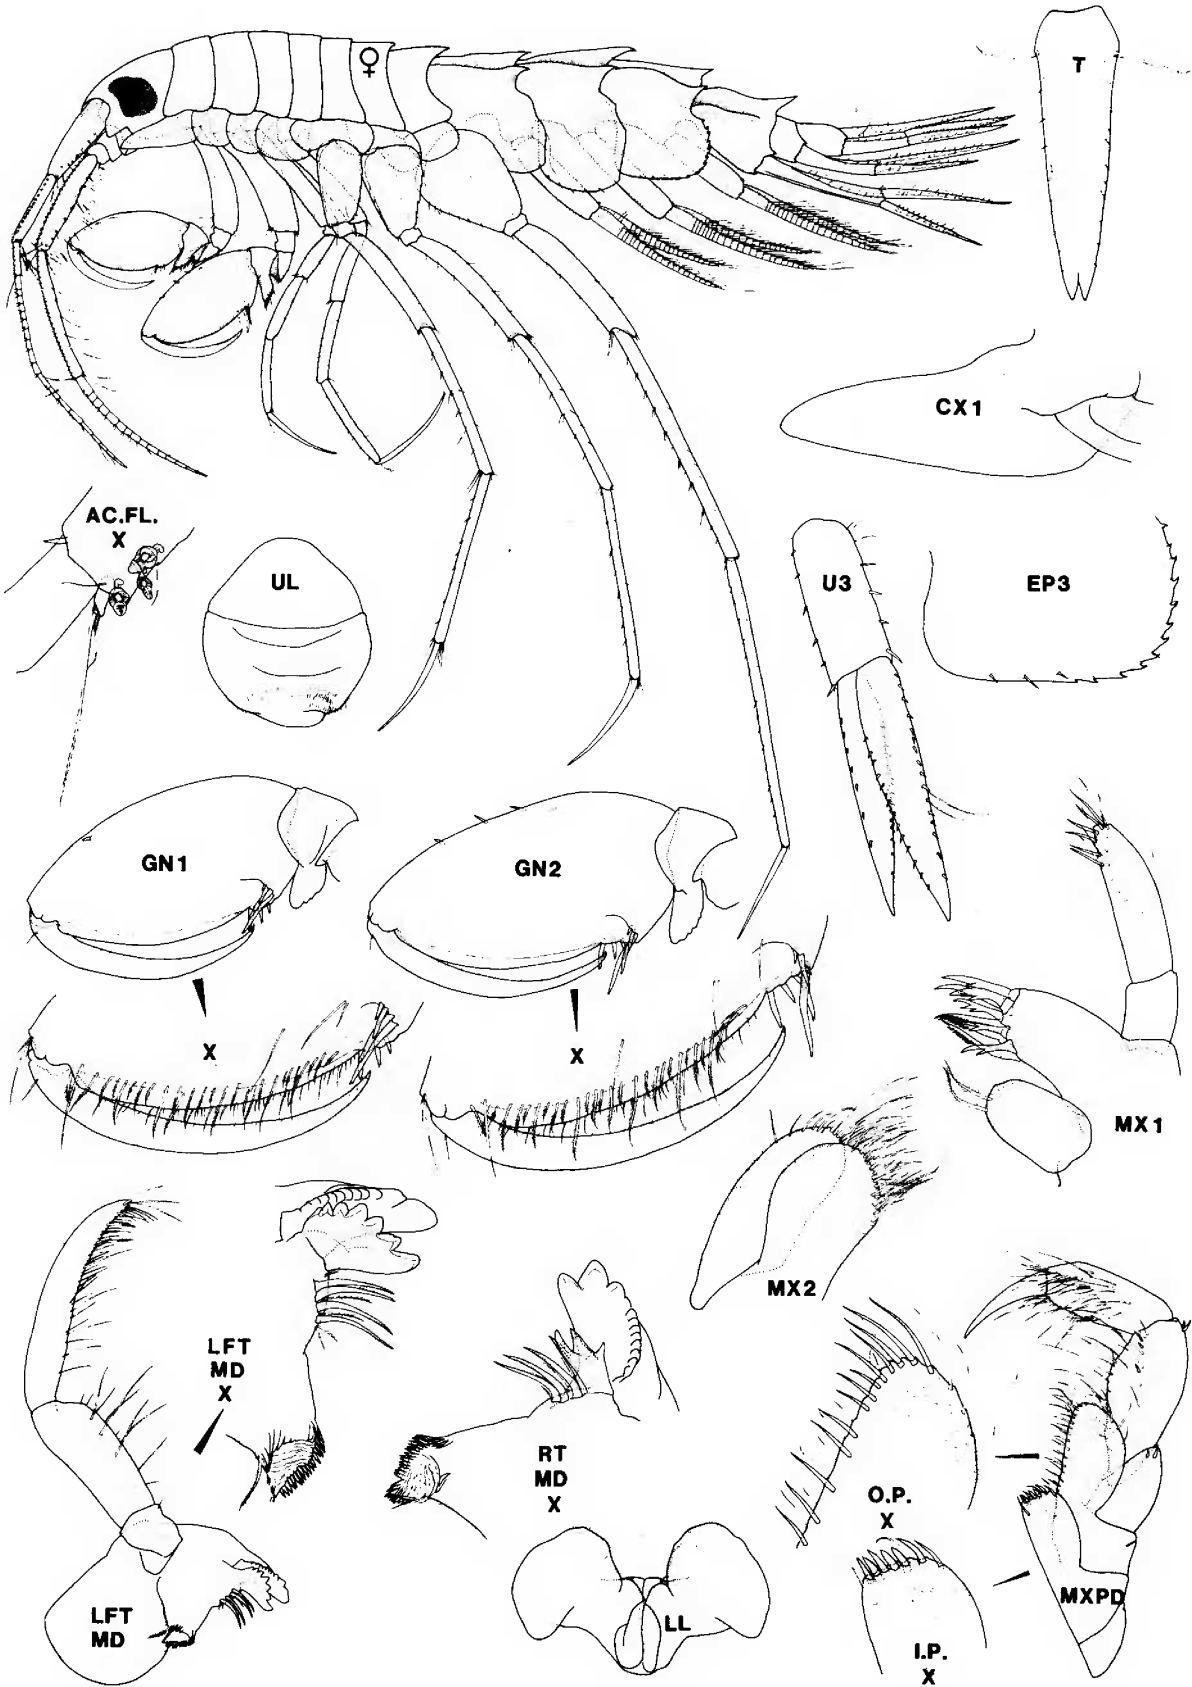 ♀
T
CX1
AC.FL.
X
UL
U3
EP3
GN1
GN2
X
X
MX1
MX2
LFT
MD
X
RT
MD
X
O.P.
X
LFT
MD
LL
MXPD
I.P.
X